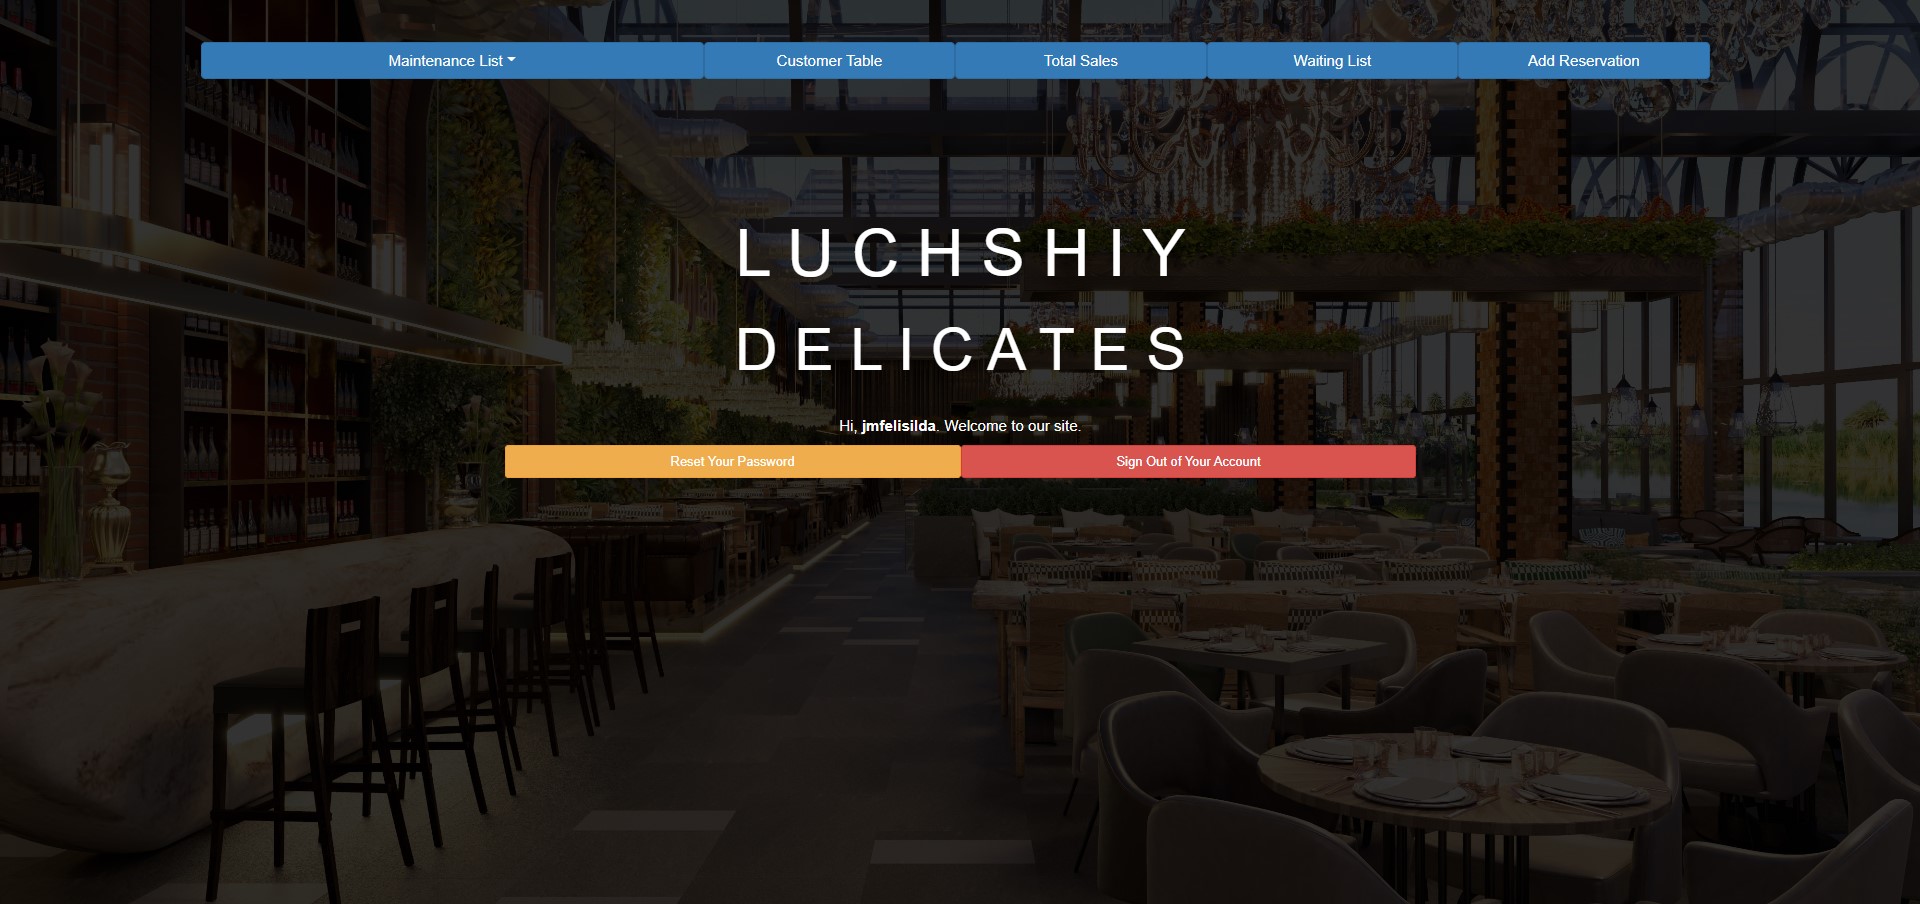 Maintenance List Customer Table Total Sales Waiting List Add Reservation
LUCHSHIY
DELICATES
Hi, jmfelisilda. Welcome to our site.
Reset Your Password Sign Out of Your Account